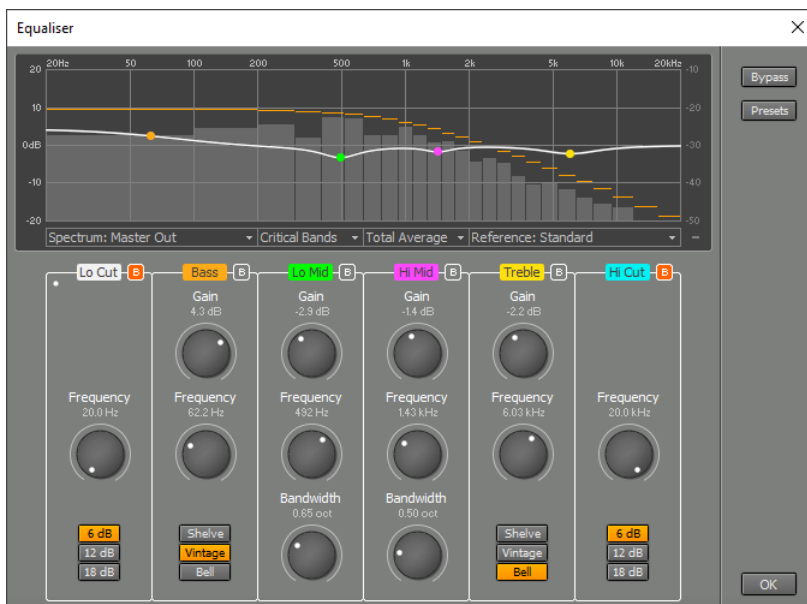 Equaliser
20Hz 50 100 200 500 1k 2k 5k 10k 20kHz
20 -10
10 -20
0dB -30
-10 -40
-20 -50
Spectrum: Master Out Critical Bands Total Average Reference: Standard
Bypass
Presets
Lo Cut B Bass B Lo Mid B Hi Mid B Treble B Hi Cut B
Gain Gain Gain Gain
4.3 dB -2.9 dB -1.4 dB -2.2 dB
Frequency Frequency Frequency Frequency Frequency Frequency
20.0 Hz 62.2 Hz 492 Hz 1.43 kHz 6.03 kHz 20.0 kHz
Bandwidth Bandwidth
0.65 oct 0.50 oct
6 dB Shelve Shelve 6 dB
12 dB Vintage Vintage 12 dB
18 dB Bell Bell 18 dB
OK